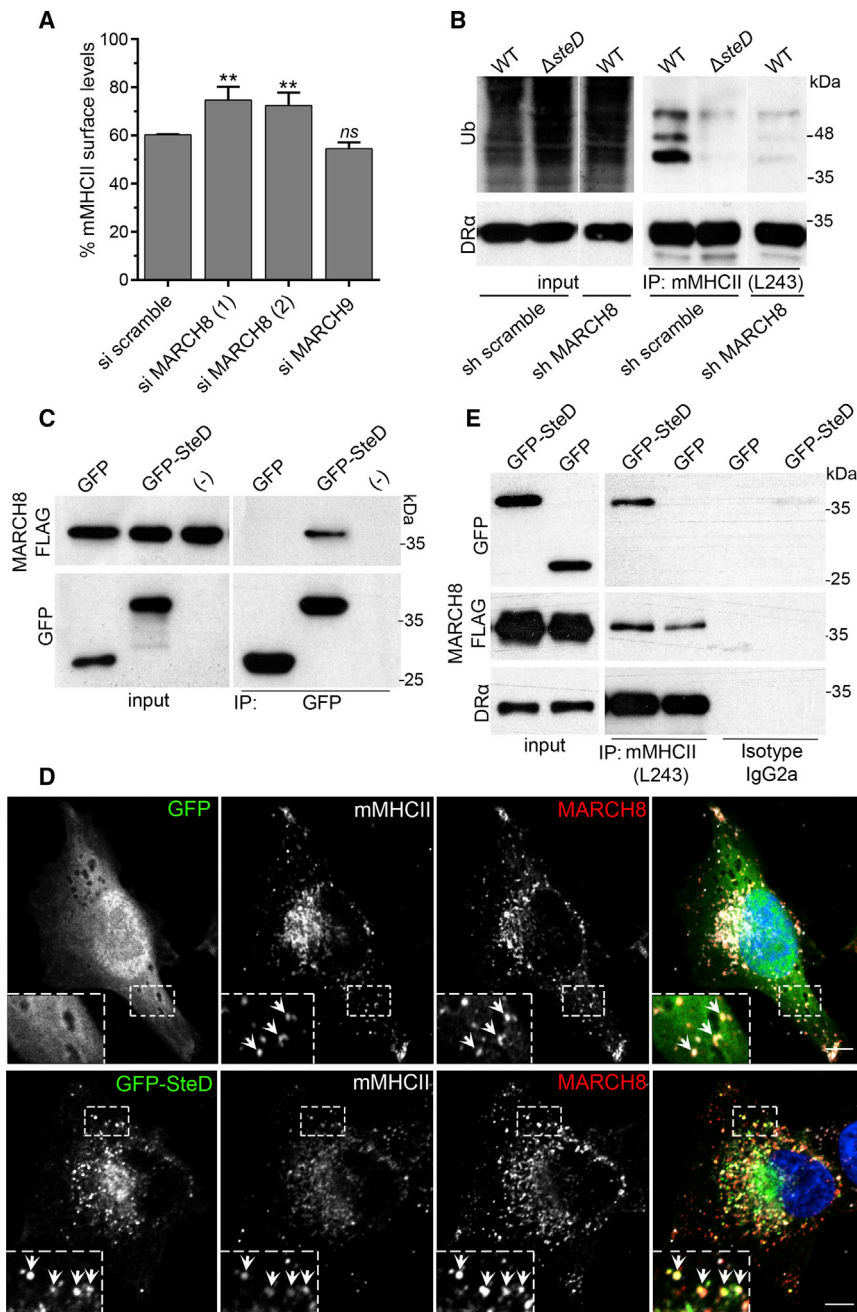 A
% mMHCII surface levels
100
80
60
40
20
0
**
**
ns
si scramble
si MARCH8 (1)
si MARCH8 (2)
si MARCH9
B
WT
ΔsteD
WT
WT
ΔsteD
WT
kDa
Ub
-48
-35
DRα
-35
input
IP: mMHCII (L243)
sh scramble
sh MARCH8
sh scramble
sh MARCH8
C
GFP
GFP-SteD
(-)
GFP
GFP-SteD
(-)
kDa
MARCH8
FLAG
-35
GFP
-35
-25
input
IP: GFP
E
GFP-SteD
GFP
GFP-SteD
GFP
GFP
GFP-SteD
kDa
GFP
-35
-25
MARCH8
FLAG
-35
DRα
-35
input
IP: mMHCII
(L243)
Isotype
IgG2a
D
GFP
mMHCII
MARCH8
GFP-SteD
mMHCII
MARCH8